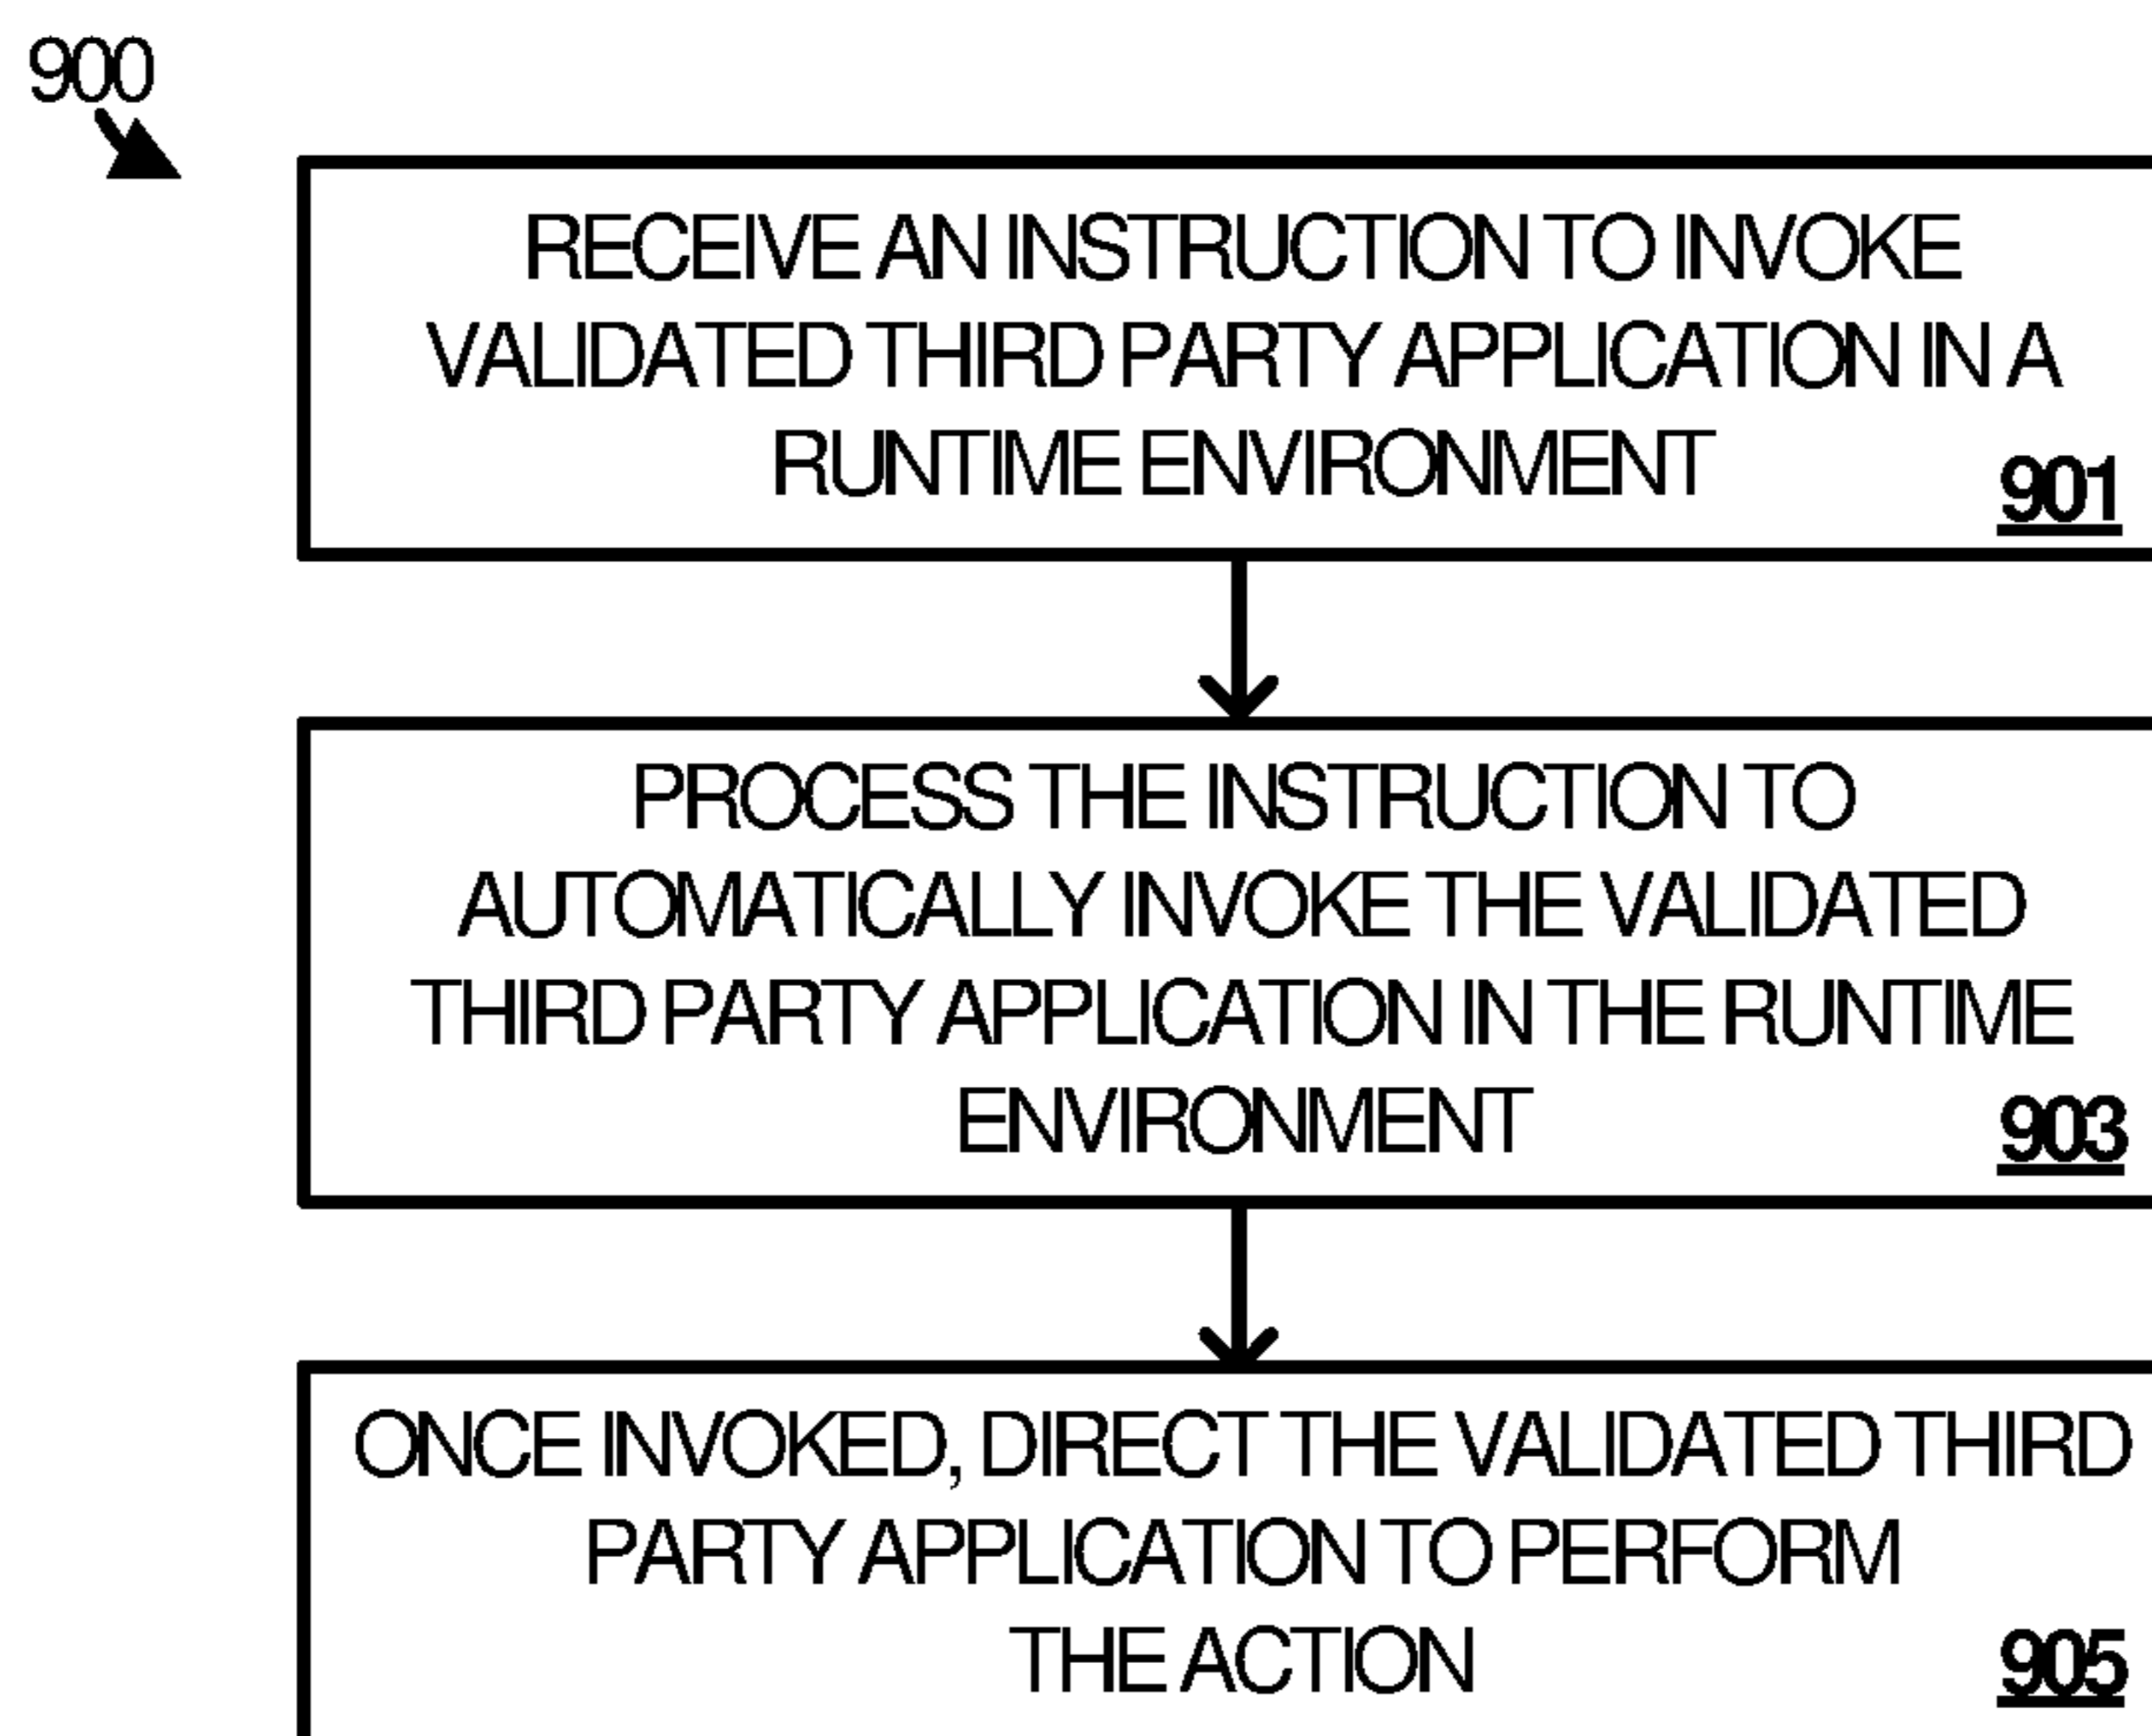 900
RECEIVE AN INSTRUCTION TO INVOKE
VALIDATED THIRD PARTY APPLICATION IN A
RUNTIME ENVIRONMENT
901
PROCESS THE INSTRUCTION TO
AUTOMATICALLY INVOKE THE VALIDATED
THIRD PARTY APPLICATION IN THE RUNTIME
ENVIRONMENT
903
ONCE INVOKED, DIRECT THE VALIDATED THIRD
PARTY APPLICATION TO PERFORM
THE ACTION
905